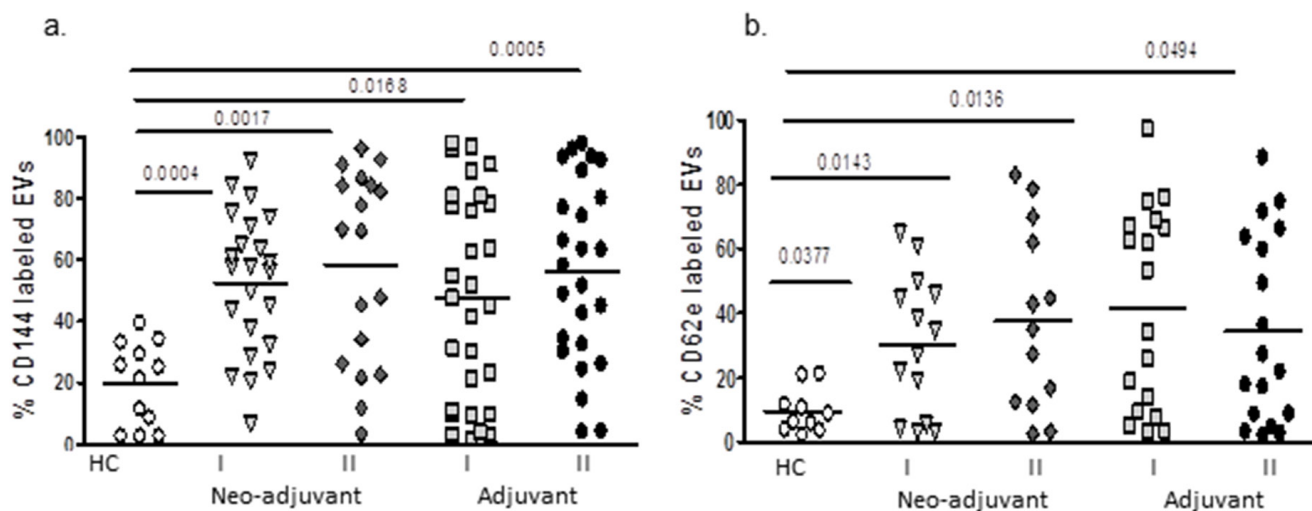 a.
0.0005
0.0168
0.0017
0.0004
% CD144 labeled EVs
100
80
60
40
20
0
HC I II I II
Neo-adjuvant Adjuvant
b.
0.0494
0.0136
0.0143
0.0377
% CD62e labeled EVs
100
80
60
40
20
0
HC I II I II
Neo-adjuvant Adjuvant